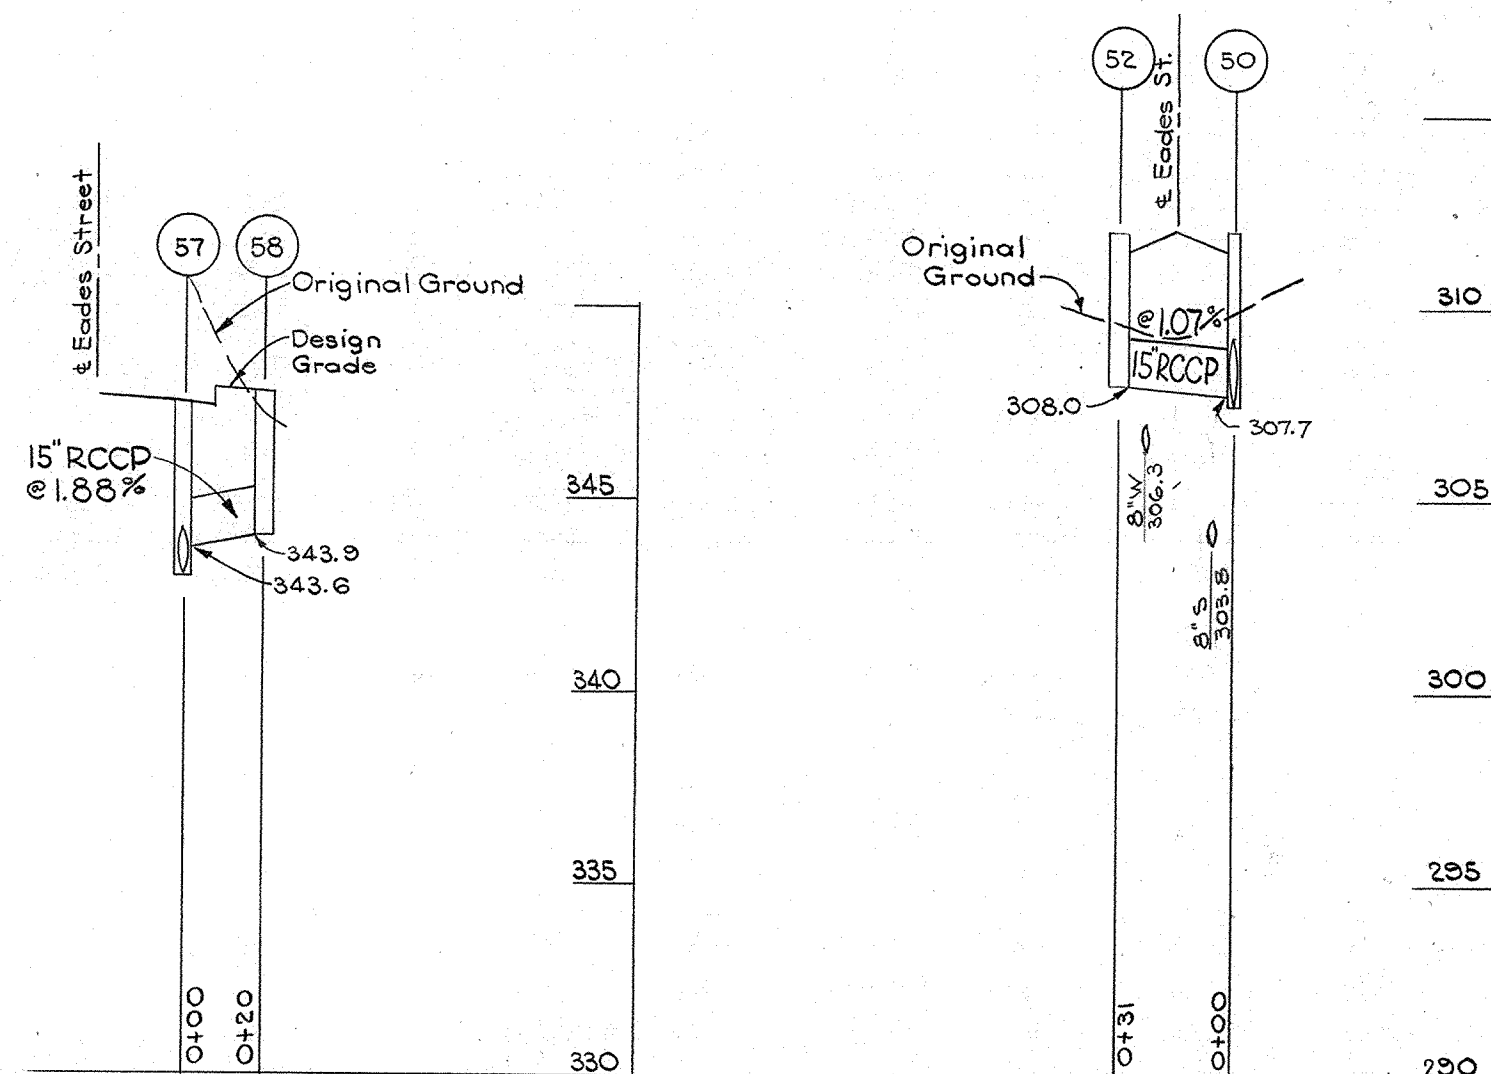 ℄ Eades Street
57
58
Original Ground
Design
Grade
15" RCCP
@ 1.88%
343.9
343.6
0+00
0+20
345
340
335
330
52
℄ Eades St.
50
Original
Ground
@ 1.07%
15" RCCP
308.0
307.7
8" W
306.3
8" S
303.8
0+31
0+00
310
305
300
295
290